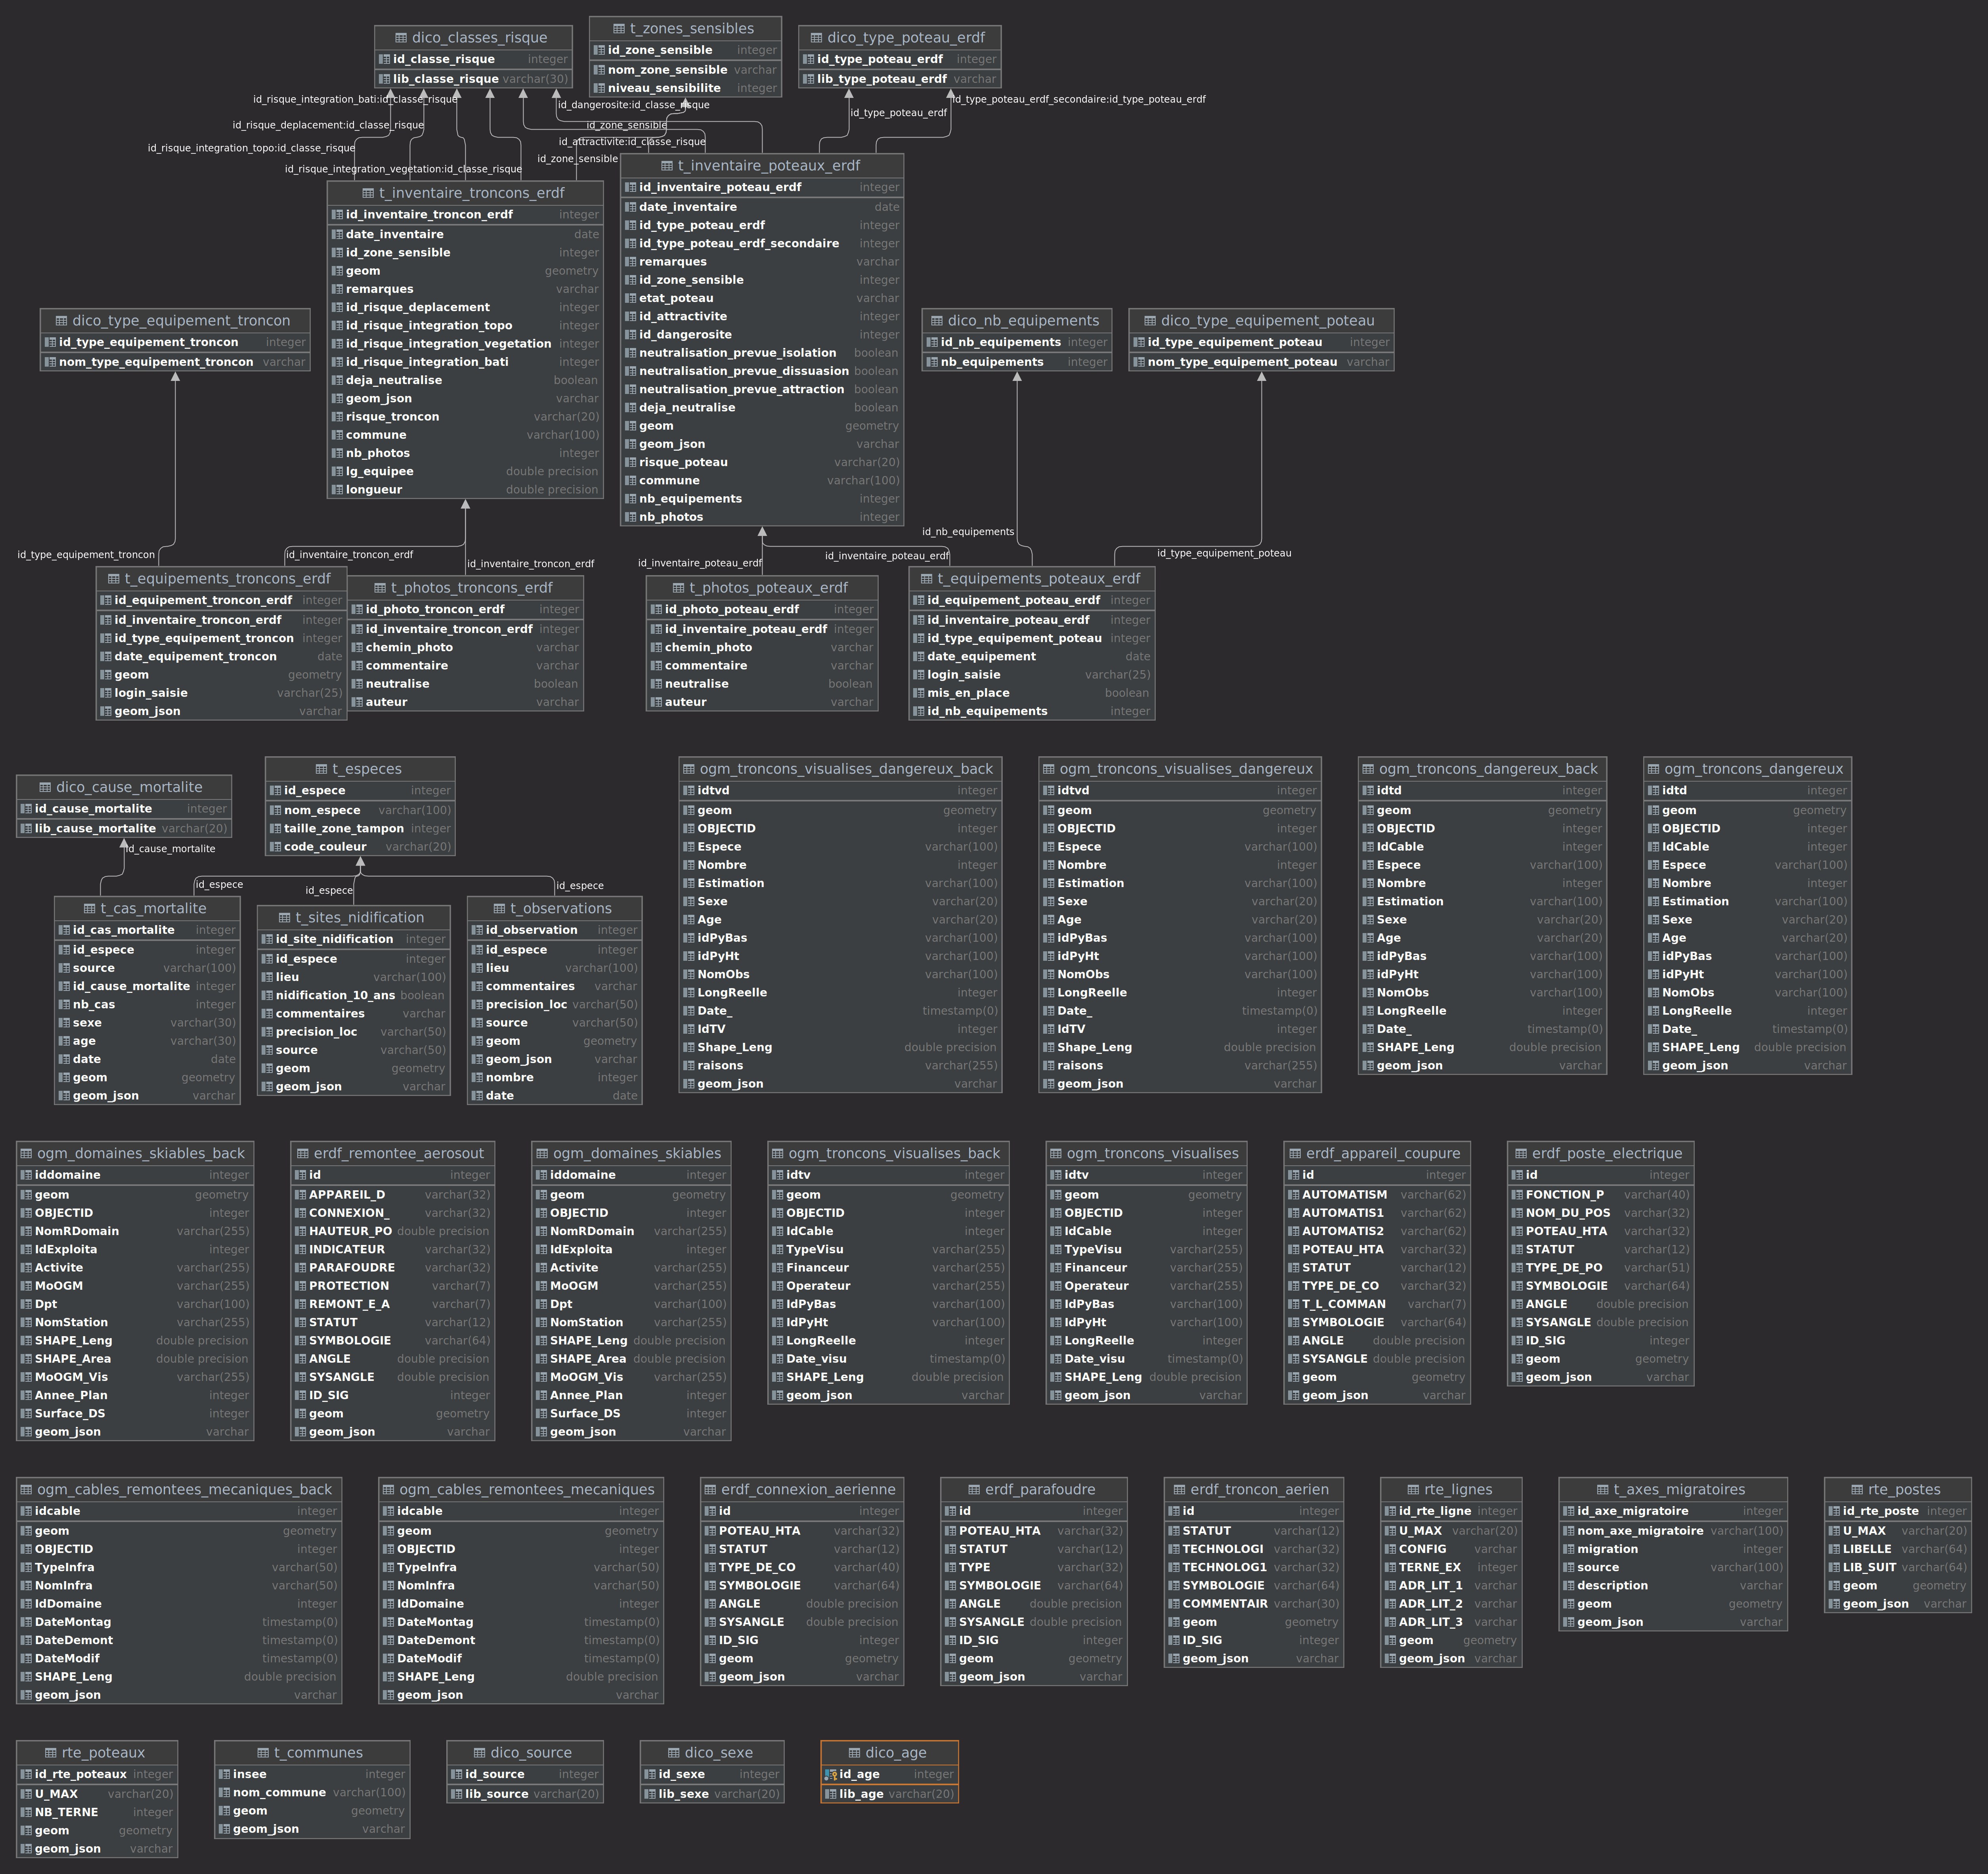 dico_classes_risque
id_classe_risque integer
lib_classe_risque varchar(30)
t_zones_sensibles
id_zone_sensible integer
nom_zone_sensible varchar
niveau_sensibilite integer
dico_type_poteau_erdf
id_type_poteau_erdf integer
lib_type_poteau_erdf varchar
id_risque_integration_bati:id_classe_risque
id_dangerosite:id_classe_risque
id_type_poteau_erdf_secondaire:id_type_poteau_erdf
id_type_poteau_erdf
id_risque_deplacement:id_classe_risque
id_zone_sensible
id_attractivite:id_classe_risque
id_risque_integration_topo:id_classe_risque
id_zone_sensible
id_risque_integration_vegetation:id_classe_risque
t_inventaire_troncons_erdf
id_inventaire_troncon_erdf integer
date_inventaire date
id_zone_sensible integer
geom geometry
remarques varchar
id_risque_deplacement integer
id_risque_integration_topo integer
id_risque_integration_vegetation integer
id_risque_integration_bati integer
deja_neutralise boolean
geom_json varchar
risque_troncon varchar(20)
commune varchar(100)
nb_photos integer
lg_equipee double precision
longueur double precision
t_inventaire_poteaux_erdf
id_inventaire_poteau_erdf integer
date_inventaire date
id_type_poteau_erdf integer
id_type_poteau_erdf_secondaire integer
remarques varchar
id_zone_sensible integer
etat_poteau varchar
id_attractivite integer
id_dangerosite integer
neutralisation_prevue_isolation boolean
neutralisation_prevue_dissuasion boolean
neutralisation_prevue_attraction boolean
deja_neutralise boolean
geom geometry
geom_json varchar
risque_poteau varchar(20)
commune varchar(100)
nb_equipements integer
nb_photos integer
dico_type_equipement_troncon
id_type_equipement_troncon integer
nom_type_equipement_troncon varchar
dico_nb_equipements
id_nb_equipements integer
nb_equipements integer
dico_type_equipement_poteau
id_type_equipement_poteau integer
nom_type_equipement_poteau varchar
id_type_equipement_troncon
id_inventaire_troncon_erdf
id_inventaire_troncon_erdf
id_inventaire_poteau_erdf
id_inventaire_poteau_erdf
id_nb_equipements
id_type_equipement_poteau
t_equipements_troncons_erdf
id_equipement_troncon_erdf integer
id_inventaire_troncon_erdf integer
id_type_equipement_troncon integer
date_equipement_troncon date
geom geometry
login_saisie varchar(25)
geom_json varchar
t_photos_troncons_erdf
id_photo_troncon_erdf integer
id_inventaire_troncon_erdf integer
chemin_photo varchar
commentaire varchar
neutralise boolean
auteur varchar
t_photos_poteaux_erdf
id_photo_poteau_erdf integer
id_inventaire_poteau_erdf integer
chemin_photo varchar
commentaire varchar
neutralise boolean
auteur varchar
t_equipements_poteaux_erdf
id_equipement_poteau_erdf integer
id_inventaire_poteau_erdf integer
id_type_equipement_poteau integer
date_equipement date
login_saisie varchar(25)
mis_en_place boolean
id_nb_equipements integer
dico_cause_mortalite
id_cause_mortalite integer
lib_cause_mortalite varchar(20)
t_especes
id_espece integer
nom_espece varchar(100)
taille_zone_tampon integer
code_couleur varchar(20)
id_cause_mortalite
id_espece
id_espece
id_espece
t_cas_mortalite
id_cas_mortalite integer
id_espece integer
source varchar(100)
id_cause_mortalite integer
nb_cas integer
sexe varchar(30)
age varchar(30)
date date
geom geometry
geom_json varchar
t_sites_nidification
id_site_nidification integer
id_espece integer
lieu varchar(100)
nidification_10_ans boolean
commentaires varchar
precision_loc varchar(50)
source varchar(50)
geom geometry
geom_json varchar
t_observations
id_observation integer
id_espece integer
lieu varchar(100)
commentaires varchar
precision_loc varchar(50)
source varchar(50)
geom geometry
geom_json varchar
nombre integer
date date
ogm_troncons_visualises_dangereux_back
idtvd integer
geom geometry
OBJECTID integer
Espece varchar(100)
Nombre integer
Estimation varchar(100)
Sexe varchar(20)
Age varchar(20)
idPyBas varchar(100)
idPyHt varchar(100)
NomObs varchar(100)
LongReelle integer
Date_ timestamp(0)
IdTV integer
Shape_Leng double precision
raisons varchar(255)
geom_json varchar
ogm_troncons_visualises_dangereux
idtvd integer
geom geometry
OBJECTID integer
Espece varchar(100)
Nombre integer
Estimation varchar(100)
Sexe varchar(20)
Age varchar(20)
idPyBas varchar(100)
idPyHt varchar(100)
NomObs varchar(100)
LongReelle integer
Date_ timestamp(0)
IdTV integer
Shape_Leng double precision
raisons varchar(255)
geom_json varchar
ogm_troncons_dangereux_back
idtd integer
geom geometry
OBJECTID integer
IdCable integer
Espece varchar(100)
Nombre integer
Estimation varchar(100)
Sexe varchar(20)
Age varchar(20)
idPyBas varchar(100)
idPyHt varchar(100)
NomObs varchar(100)
LongReelle integer
Date_ timestamp(0)
SHAPE_Leng double precision
geom_json varchar
ogm_troncons_dangereux
idtd integer
geom geometry
OBJECTID integer
IdCable integer
Espece varchar(100)
Nombre integer
Estimation varchar(100)
Sexe varchar(20)
Age varchar(20)
idPyBas varchar(100)
idPyHt varchar(100)
NomObs varchar(100)
LongReelle integer
Date_ timestamp(0)
SHAPE_Leng double precision
geom_json varchar
ogm_domaines_skiables_back
iddomaine integer
geom geometry
OBJECTID integer
NomRDomain varchar(255)
IdExploita integer
Activite varchar(255)
MoOGM varchar(255)
Dpt varchar(100)
NomStation varchar(255)
SHAPE_Leng double precision
SHAPE_Area double precision
MoOGM_Vis varchar(255)
Annee_Plan integer
Surface_DS integer
geom_json varchar
erdf_remontee_aerosout
id integer
APPAREIL_D varchar(32)
CONNEXION_ varchar(32)
HAUTEUR_PO double precision
INDICATEUR varchar(32)
PARAFOUDRE varchar(32)
PROTECTION varchar(7)
REMONT_E_A varchar(7)
STATUT varchar(12)
SYMBOLOGIE varchar(64)
ANGLE double precision
SYSANGLE double precision
ID_SIG integer
geom geometry
geom_json varchar
ogm_domaines_skiables
iddomaine integer
geom geometry
OBJECTID integer
NomRDomain varchar(255)
IdExploita integer
Activite varchar(255)
MoOGM varchar(255)
Dpt varchar(100)
NomStation varchar(255)
SHAPE_Leng double precision
SHAPE_Area double precision
MoOGM_Vis varchar(255)
Annee_Plan integer
Surface_DS integer
geom_json varchar
ogm_troncons_visualises_back
idtv integer
geom geometry
OBJECTID integer
IdCable integer
TypeVisu varchar(255)
Financeur varchar(255)
Operateur varchar(255)
IdPyBas varchar(100)
IdPyHt varchar(100)
LongReelle integer
Date_visu timestamp(0)
SHAPE_Leng double precision
geom_json varchar
ogm_troncons_visualises
idtv integer
geom geometry
OBJECTID integer
IdCable integer
TypeVisu varchar(255)
Financeur varchar(255)
Operateur varchar(255)
IdPyBas varchar(100)
IdPyHt varchar(100)
LongReelle integer
Date_visu timestamp(0)
SHAPE_Leng double precision
geom_json varchar
erdf_appareil_coupure
id integer
AUTOMATISM varchar(62)
AUTOMATIS1 varchar(62)
AUTOMATIS2 varchar(62)
POTEAU_HTA varchar(32)
STATUT varchar(12)
TYPE_DE_CO varchar(32)
T_L_COMMAN varchar(7)
SYMBOLOGIE varchar(64)
ANGLE double precision
SYSANGLE double precision
geom geometry
geom_json varchar
erdf_poste_electrique
id integer
FONCTION_P varchar(40)
NOM_DU_POS varchar(32)
POTEAU_HTA varchar(32)
STATUT varchar(12)
TYPE_DE_PO varchar(51)
SYMBOLOGIE varchar(64)
ANGLE double precision
SYSANGLE double precision
ID_SIG integer
geom geometry
geom_json varchar
ogm_cables_remontees_mecaniques_back
idcable integer
geom geometry
OBJECTID integer
TypeInfra varchar(50)
NomInfra varchar(50)
IdDomaine integer
DateMontag timestamp(0)
DateDemont timestamp(0)
DateModif timestamp(0)
SHAPE_Leng double precision
geom_json varchar
ogm_cables_remontees_mecaniques
idcable integer
geom geometry
OBJECTID integer
TypeInfra varchar(50)
NomInfra varchar(50)
IdDomaine integer
DateMontag timestamp(0)
DateDemont timestamp(0)
DateModif timestamp(0)
SHAPE_Leng double precision
geom_json varchar
erdf_connexion_aerienne
id integer
POTEAU_HTA varchar(32)
STATUT varchar(12)
TYPE_DE_CO varchar(40)
SYMBOLOGIE varchar(64)
ANGLE double precision
SYSANGLE double precision
ID_SIG integer
geom geometry
geom_json varchar
erdf_parafoudre
id integer
POTEAU_HTA varchar(32)
STATUT varchar(12)
TYPE varchar(32)
SYMBOLOGIE varchar(64)
ANGLE double precision
SYSANGLE double precision
ID_SIG integer
geom geometry
geom_json varchar
erdf_troncon_aerien
id integer
STATUT varchar(12)
TECHNOLOGI varchar(32)
TECHNOLOG1 varchar(32)
SYMBOLOGIE varchar(64)
COMMENTAIR varchar(30)
geom geometry
ID_SIG integer
geom_json varchar
rte_lignes
id_rte_ligne integer
U_MAX varchar(20)
CONFIG varchar
TERNE_EX integer
ADR_LIT_1 varchar
ADR_LIT_2 varchar
ADR_LIT_3 varchar
geom geometry
geom_json varchar
t_axes_migratoires
id_axe_migratoire integer
nom_axe_migratoire varchar(100)
migration integer
source varchar(100)
description varchar
geom geometry
geom_json varchar
rte_postes
id_rte_poste integer
U_MAX varchar(20)
LIBELLE varchar(64)
LIB_SUIT varchar(64)
geom geometry
geom_json varchar
rte_poteaux
id_rte_poteaux integer
U_MAX varchar(20)
NB_TERNE integer
geom geometry
geom_json varchar
t_communes
insee integer
nom_commune varchar(100)
geom geometry
geom_json varchar
dico_source
id_source integer
lib_source varchar(20)
dico_sexe
id_sexe integer
lib_sexe varchar(20)
dico_age
id_age integer
lib_age varchar(20)